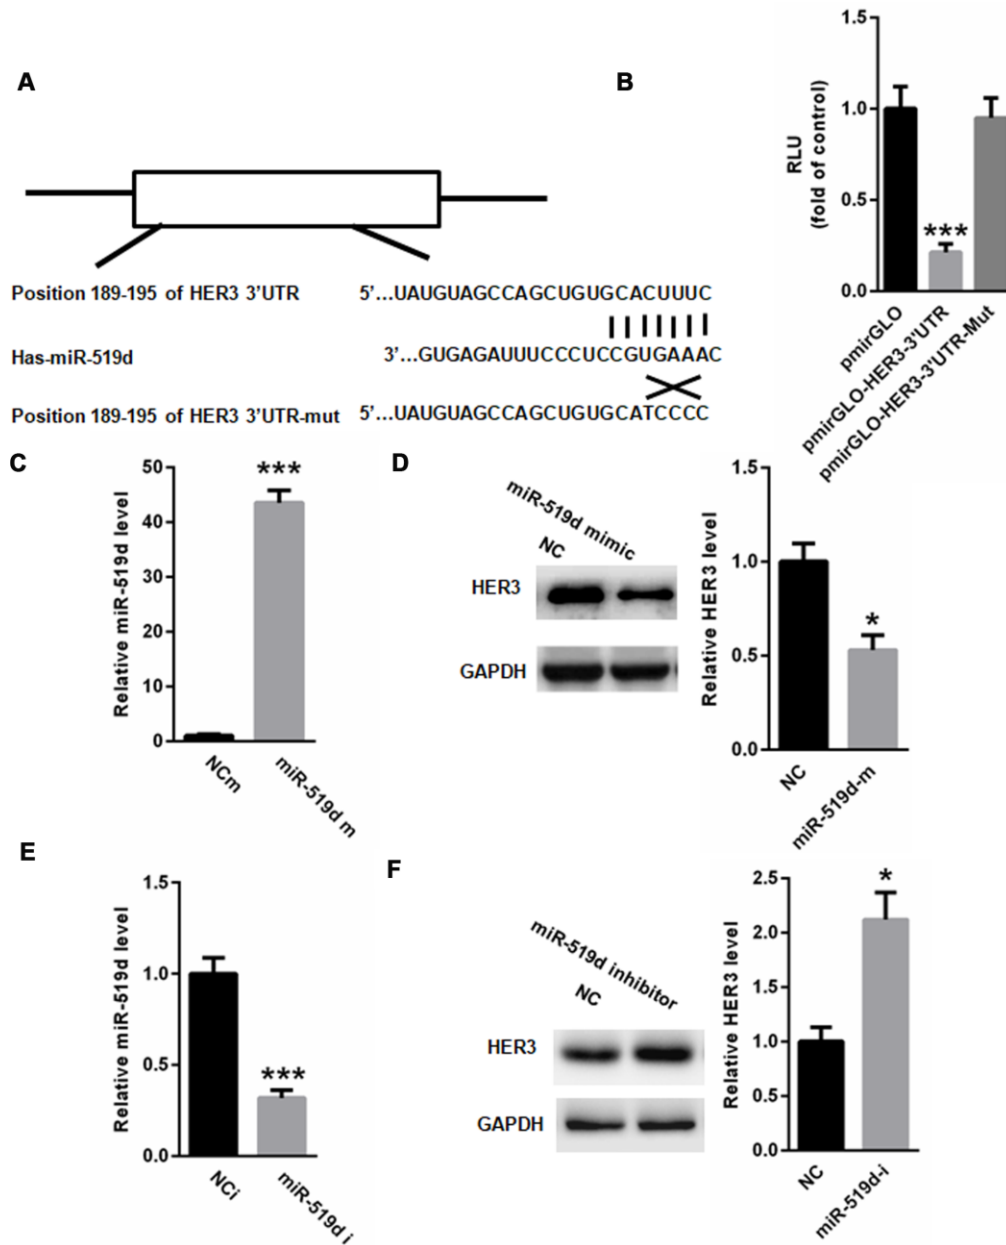 A
Position 189-195 of HER3 3'UTR 5'...UAUGUAGCCAGCUGUGCACUUUC
Has-miR-519d 3'...GUGAGAUUUCCCUCCGUGAAAC
Position 189-195 of HER3 3'UTR-mut 5'...UAUGUAGCCAGCUGUGCATCCCC
B
RLU
(fold of control)
1.5
1.0
0.5
0.0
***
pmirGLO
pmirGLO-HER3-3'UTR
pmirGLO-HER3-3'UTR-Mut
C
Relative miR-519d level
50
40
30
20
10
0
***
NCm
miR-519d m
D
miR-519d mimic
NC
HER3
GAPDH
Relative HER3 level
1.5
1.0
0.5
0.0
*
NC
miR-519d-m
E
Relative miR-519d level
1.5
1.0
0.5
0.0
***
NCi
miR-519d i
F
miR-519d inhibitor
NC
HER3
GAPDH
Relative HER3 level
2.5
2.0
1.5
1.0
0.5
0.0
*
NC
miR-519d-i